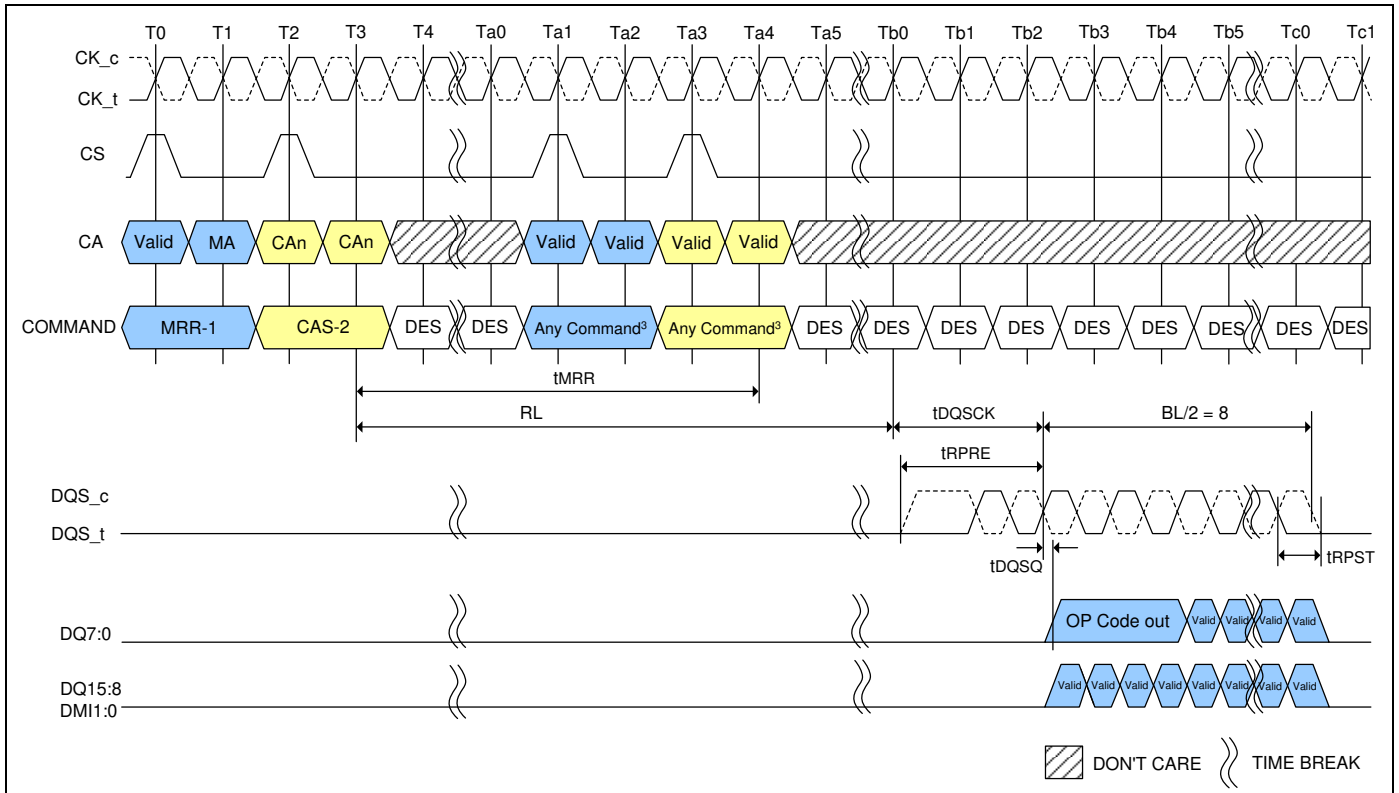 T0 T1 T2 T3 T4 Ta0 Ta1 Ta2 Ta3 Ta4 Ta5 Tb0 Tb1 Tb2 Tb3 Tb4 Tb5 Tc0 Tc1
CK_c
CK_t
CS
CA Valid MA CAn CAn Valid Valid Valid Valid
COMMAND MRR-1 CAS-2 DES DES Any Command³ Any Command³ DES DES DES DES DES DES DES DES DES
tMRR
RL tDQSCK BL/2 = 8
tRPRE
DQS_c
DQS_t
tDQSQ tRPST
DQ7:0 OP Code out Valid Valid Valid Valid
DQ15:8 Valid Valid Valid Valid Valid Valid Valid Valid
DMI1:0
DON'T CARE TIME BREAK